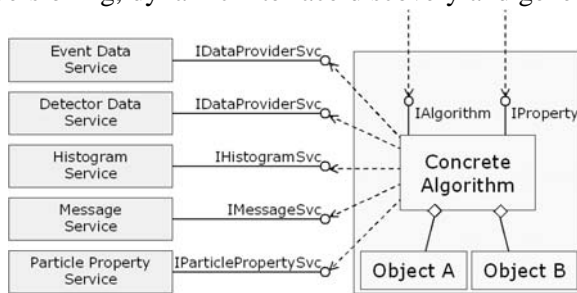 Event Data
Service
IDataProviderSvc
Detector Data
Service
IDataProviderSvc
Histogram
Service
IHistogramSvc
Message
Service
IMessageSvc
Particle Property
Service
IParticlePropertySvc
IAlgorithm
IProperty
Concrete
Algorithm
Object A
Object B